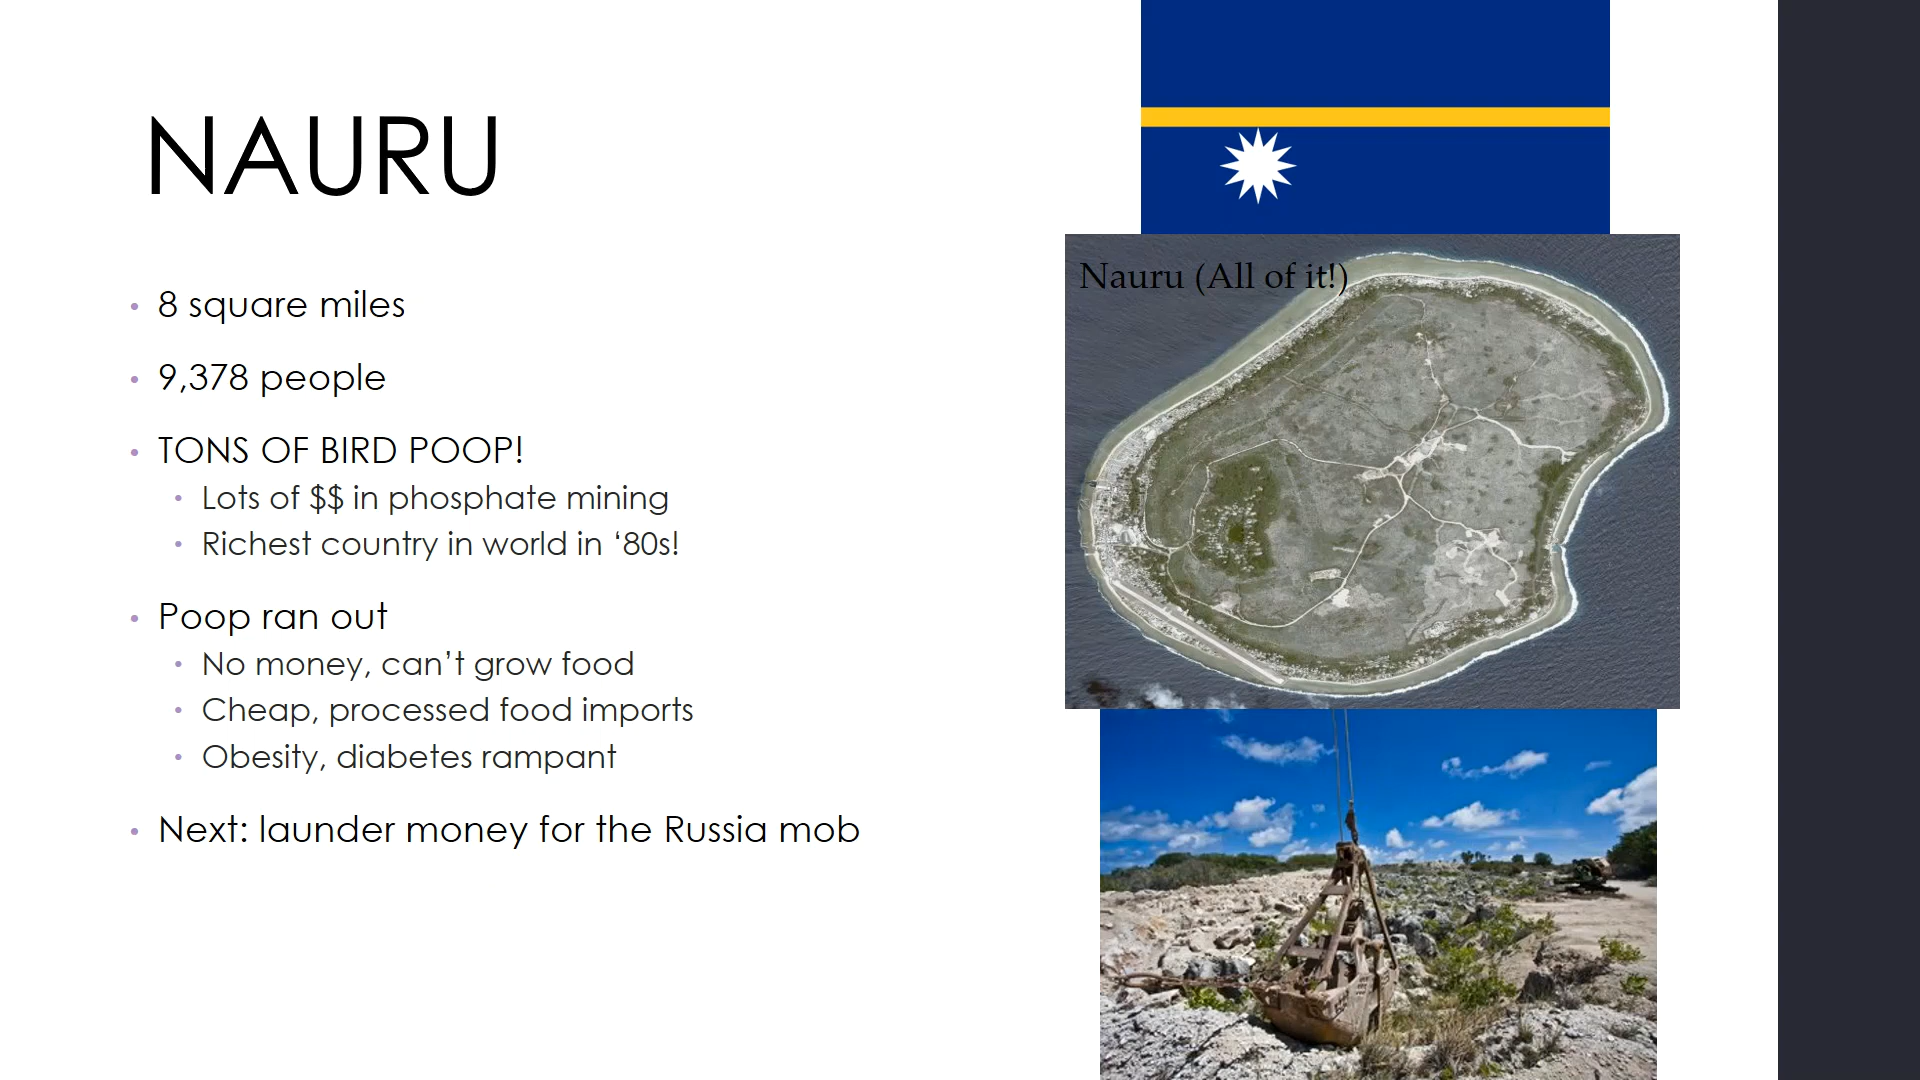 NAURU
• 8 square miles
• 9,378 people
• TONS OF BIRD POOP!
• Lots of $$ in phosphate mining
• Richest country in world in ‘80s!
• Poop ran out
• No money, can’t grow food
• Cheap, processed food imports
• Obesity, diabetes rampant
• Next: launder money for the Russia mob
Nauru (All of it!)